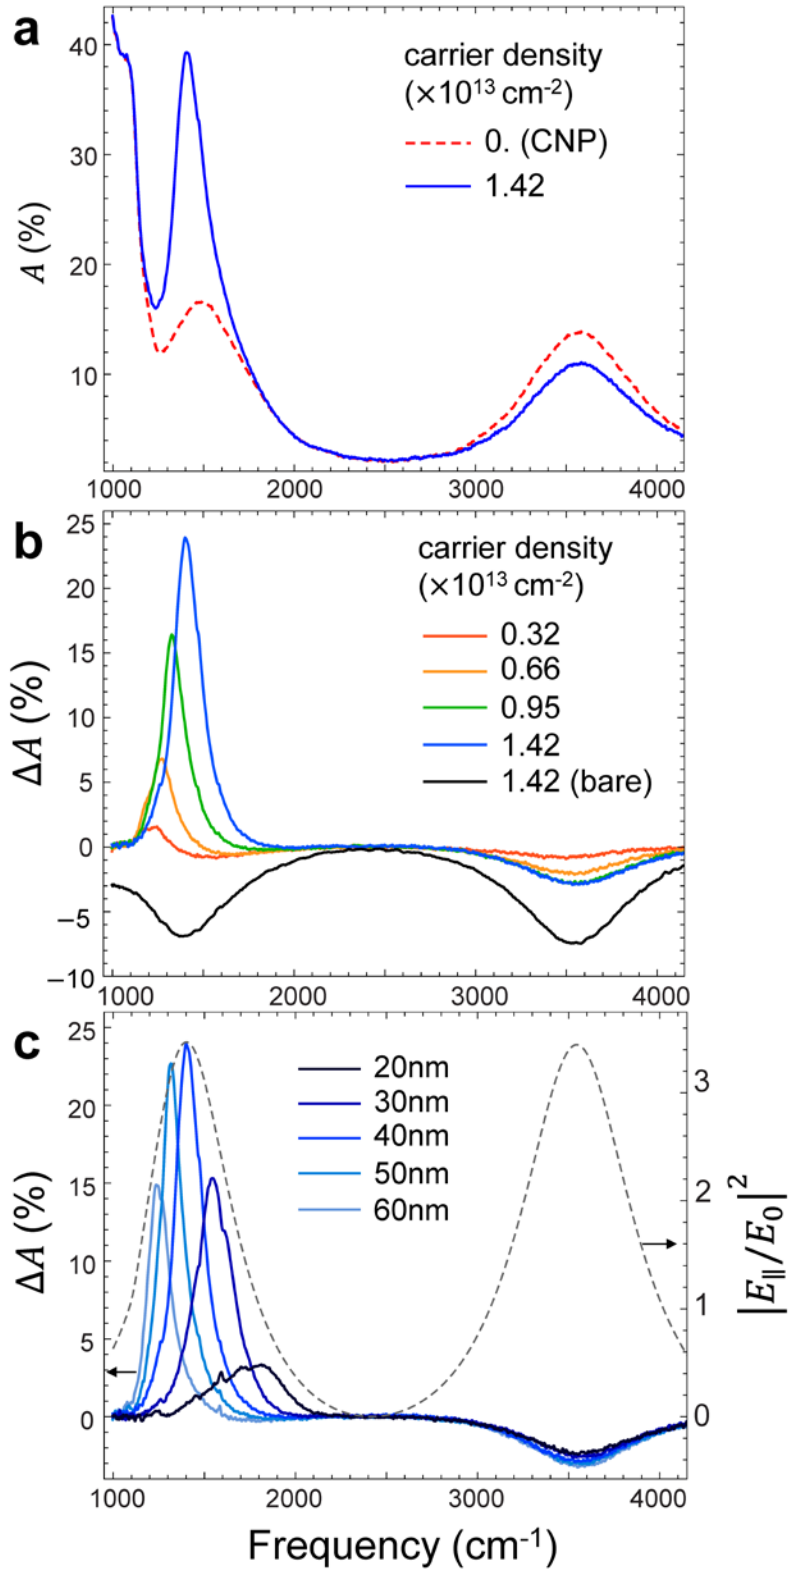 a
carrier density
(×10¹³ cm⁻²)
0. (CNP)
1.42
A (%)
40
30
20
10
1000 2000 3000 4000
b
carrier density
(×10¹³ cm⁻²)
0.32
0.66
0.95
1.42
1.42 (bare)
ΔA (%)
25
20
15
10
5
0
−5
−10
1000 2000 3000 4000
c
20nm
30nm
40nm
50nm
60nm
ΔA (%)
25
20
15
10
5
0
3
2
1
0
|E∥/E₀|²
1000 2000 3000 4000
Frequency (cm⁻¹)